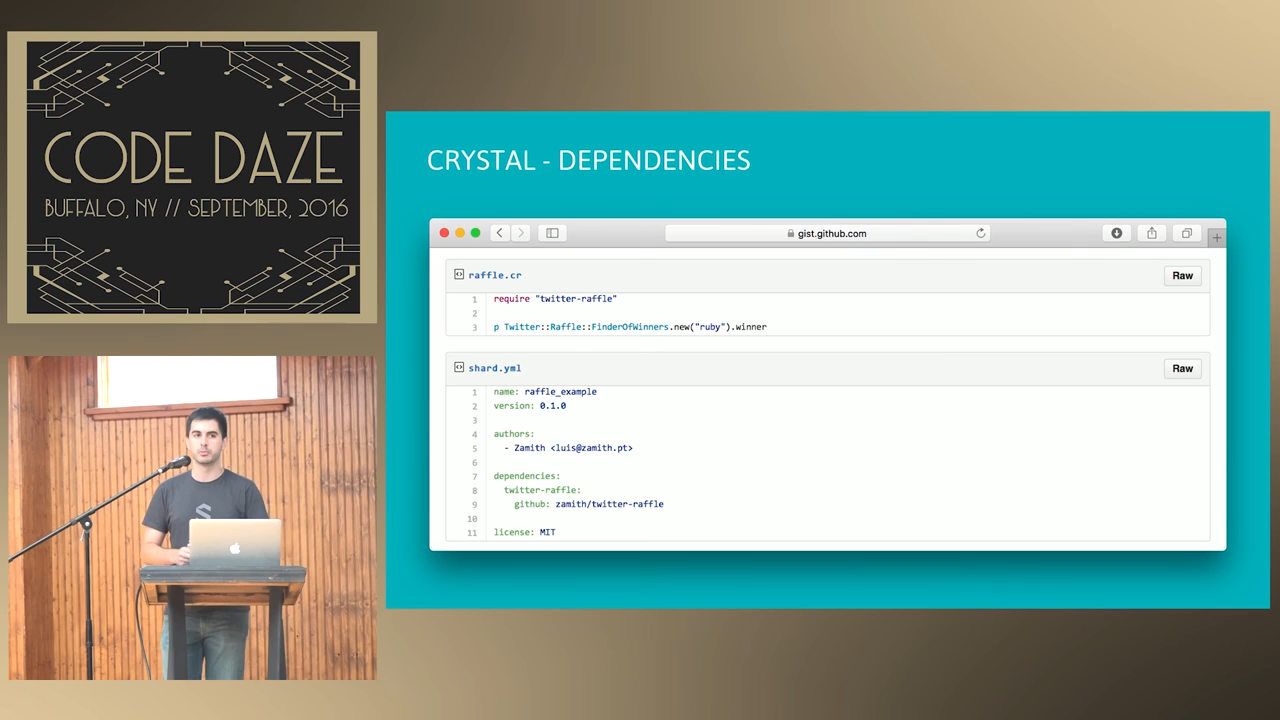 CODE DAZE
BUFFALO, NY // SEPTEMBER, 2016
CRYSTAL - DEPENDENCIES
gist.github.com
raffle.cr
Raw
1 require "twitter-raffle"
2
3 p Twitter::Raffle::FinderOfWinners.new("ruby").winner
shard.yml
Raw
1 name: raffle_example
2 version: 0.1.0
3
4 authors:
5 - Zamith <luis@zamith.pt>
6
7 dependencies:
8 twitter-raffle:
9 github: zamith/twitter-raffle
10
11 license: MIT